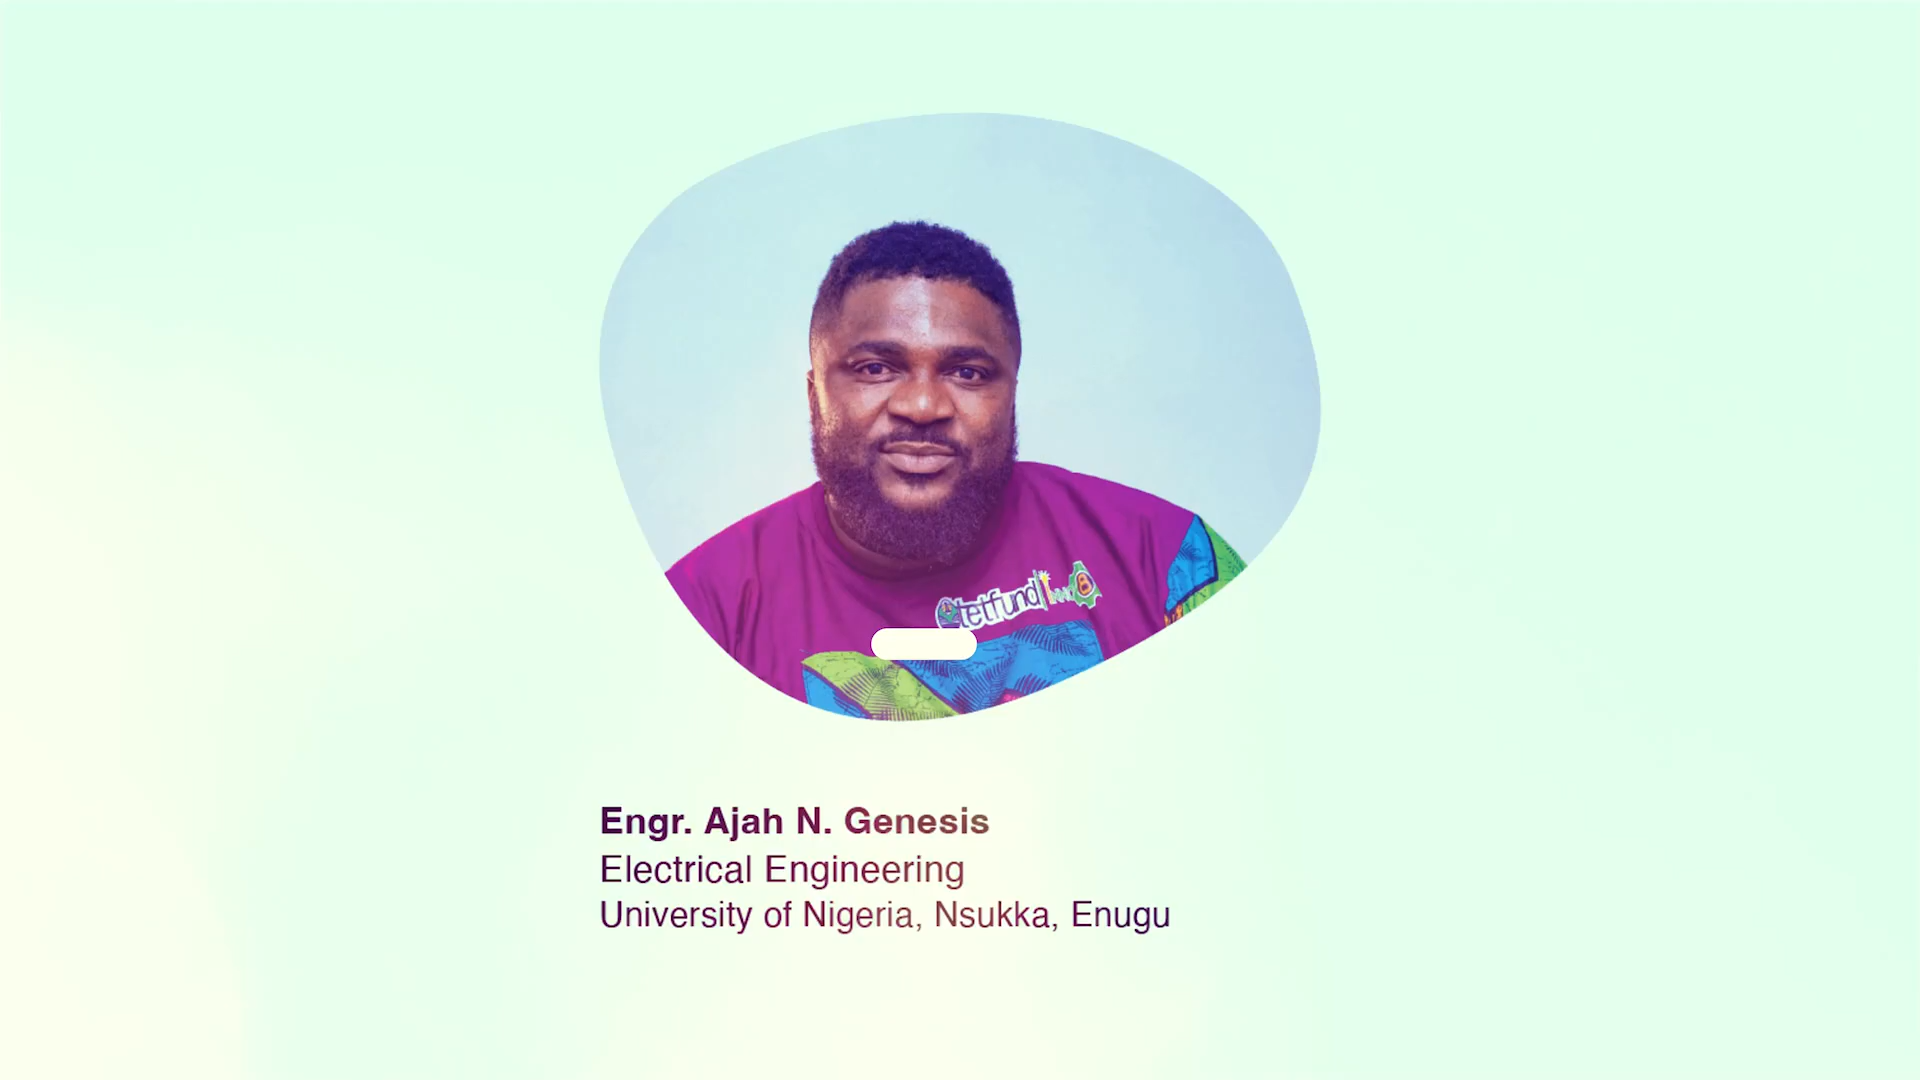 tetfund
Engr. Ajah N. Genesis
Electrical Engineering
University of Nigeria, Nsukka, Enugu